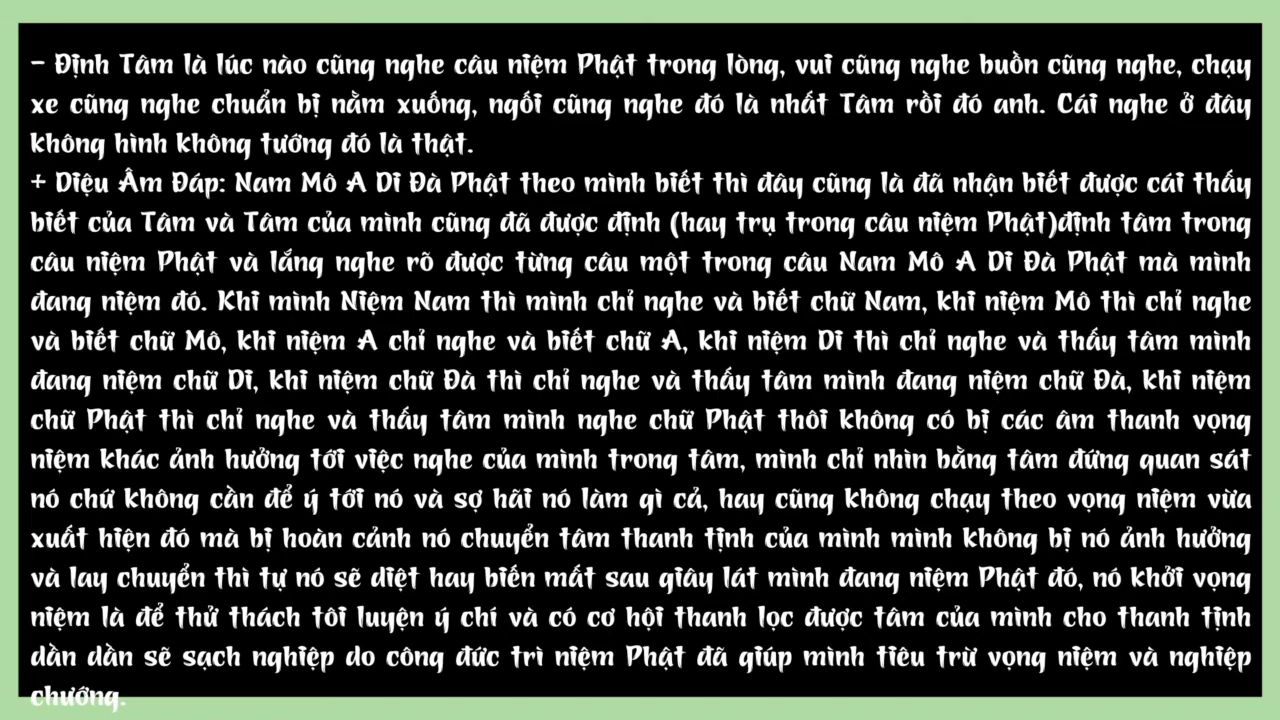 – Định Tâm là lúc nào cũng nghe câu niệm Phật trong lòng, vui cũng nghe buồn cũng nghe, chạy
xe cũng nghe chuẩn bị nằm xuống, ngối cũng nghe đó là nhất Tâm rồi đó anh. Cái nghe ở đây
không hình không tướng đó là thật.
+ Diệu Âm Đáp: Nam Mô A Di Đà Phật theo mình biết thì đây cũng là đã nhận biết được cái thấy
biết của Tâm và Tâm của mình cũng đã được định (hay trụ trong câu niệm Phật)định tâm trong
câu niệm Phật và lắng nghe rõ được từng câu một trong câu Nam Mô A Di Đà Phật mà mình
đang niệm đó. Khi mình Niệm Nam thì mình chỉ nghe và biết chữ Nam, khi niệm Mô thì chỉ nghe
và biết chữ Mô, khi niệm A chỉ nghe và biết chữ A, khi niệm Di thì chỉ nghe và thấy tâm mình
đang niệm chữ Di, khi niệm chữ Đà thì chỉ nghe và thấy tâm mình đang niệm chữ Đà, khi niệm
chữ Phật thì chỉ nghe và thấy tâm mình nghe chữ Phật thôi không có bị các âm thanh vọng
niệm khác ảnh hưởng tới việc nghe của mình trong tâm, mình chỉ nhìn bằng tâm đứng quan sát
nó chứ không cần để ý tới nó và sợ hãi nó làm gì cả, hay cũng không chạy theo vọng niệm vừa
xuất hiện đó mà bị hoàn cảnh nó chuyển tâm thanh tịnh của mình mình không bị nó ảnh hưởng
và lay chuyển thì tự nó sẽ diệt hay biến mất sau giây lát mình đang niệm Phật đó, nó khởi vọng
niệm là để thử thách tôi luyện ý chí và có cơ hội thanh lọc được tâm của mình cho thanh tịnh
dần dần sẽ sạch nghiệp do công đức trì niệm Phật đã giúp mình tiêu trừ vọng niệm và nghiệp
chướng.